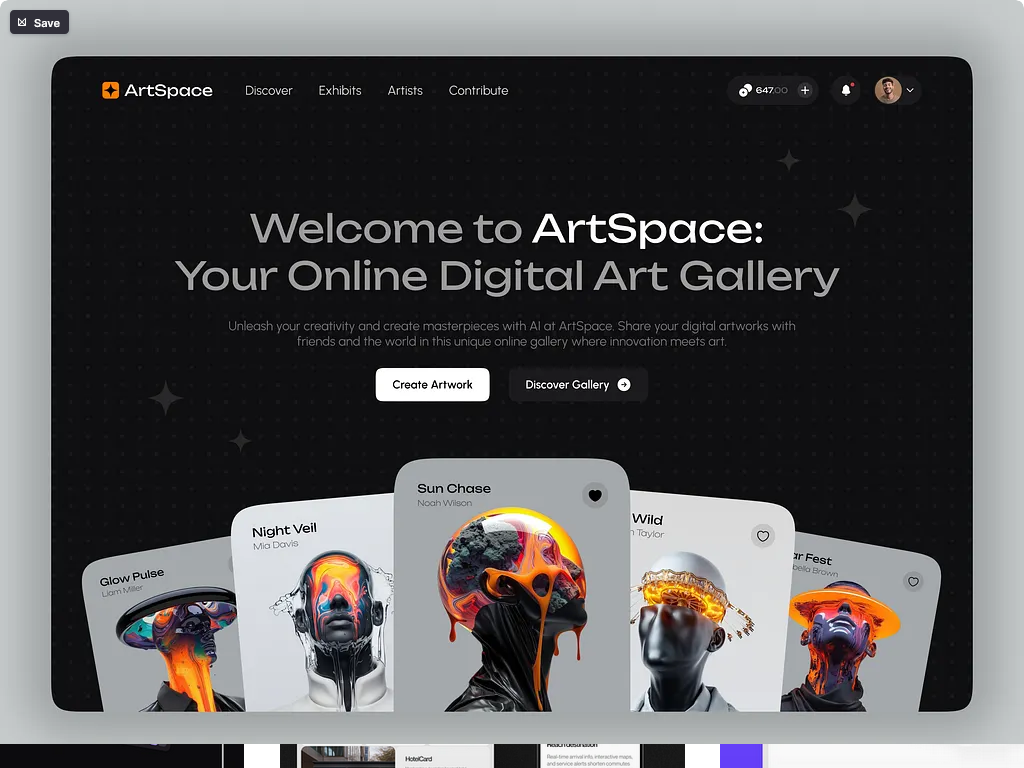 Save
ArtSpace
Discover
Exhibits
Artists
Contribute
647.00
Welcome to ArtSpace:
Your Online Digital Art Gallery
Unleash your creativity and create masterpieces with AI at ArtSpace. Share your digital artworks with
friends and the world in this unique online gallery where innovation meets art.
Create Artwork
Discover Gallery
Glow Pulse
Liam Miller
Night Veil
Mia Davis
Sun Chase
Noah Wilson
Wild
Taylor
Fest
Brown
HotelCard
Real-time arrival info, interactive maps,
and service alerts shorten commutes